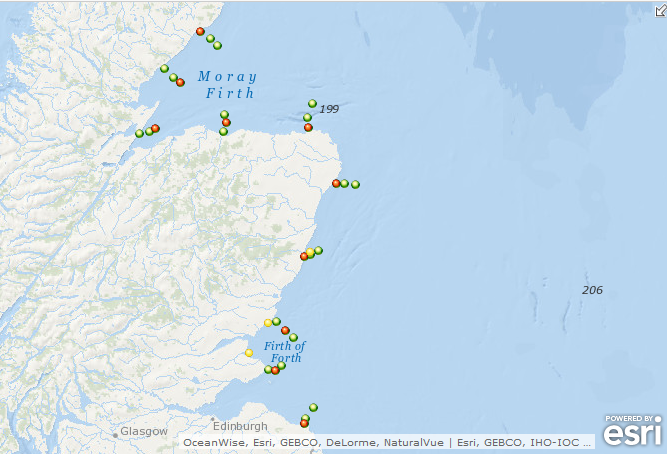 Moray
Firth
199
206
Firth of
Forth
Edinburgh
Glasgow
OceanWise, Esri, GEBCO, DeLorme, NaturalVue | Esri, GEBCO, IHO-IOC ...
POWERED BY
esri